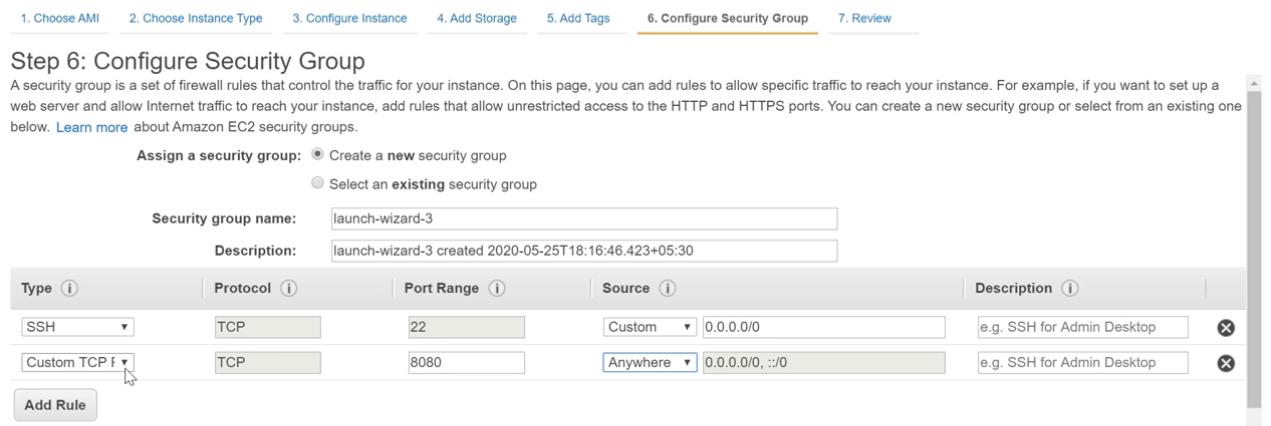 1. Choose AMI 2. Choose Instance Type 3. Configure Instance 4. Add Storage 5. Add Tags 6. Configure Security Group 7. Review
Step 6: Configure Security Group
A security group is a set of firewall rules that control the traffic for your instance. On this page, you can add rules to allow specific traffic to reach your instance. For example, if you want to set up a
web server and allow Internet traffic to reach your instance, add rules that allow unrestricted access to the HTTP and HTTPS ports. You can create a new security group or select from an existing one
below. Learn more about Amazon EC2 security groups.
Assign a security group: Create a new security group
Select an existing security group
Security group name: launch-wizard-3
Description: launch-wizard-3 created 2020-05-25T18:16:46.423+05:30
Type Protocol Port Range Source Description
SSH TCP 22 Custom 0.0.0.0/0 e.g. SSH for Admin Desktop
Custom TCP TCP 8080 Anywhere 0.0.0.0/0, ::/0 e.g. SSH for Admin Desktop
Add Rule